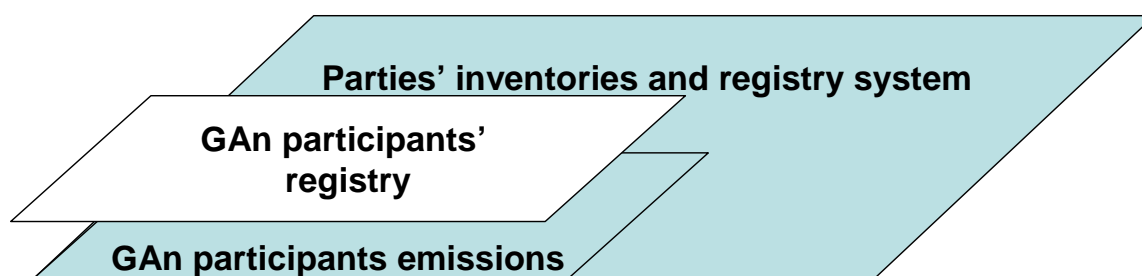 Parties’ inventories and registry system
GAn participants’
registry
GAn participants emissions